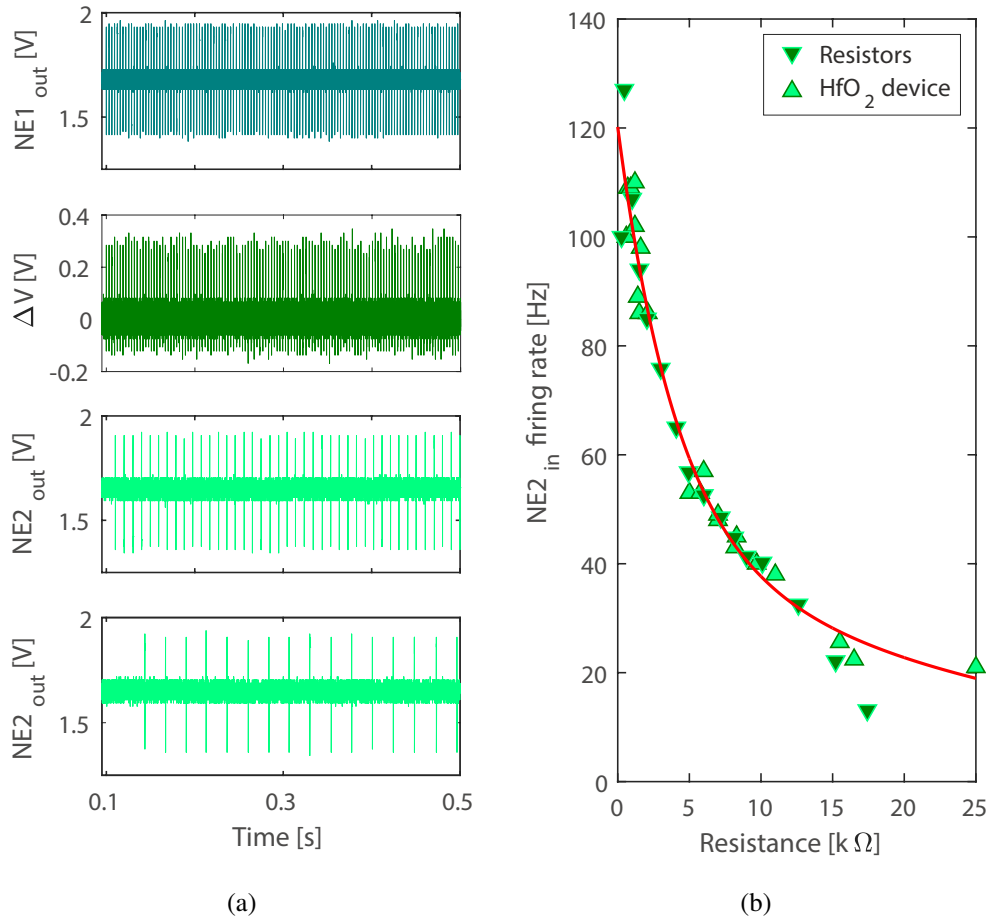 2
1.5
NE1 out [V]
0.4
0.2
0
-0.2
ΔV [V]
2
1.5
NE2 out [V]
2
1.5
NE2 out [V]
0.1 0.3 0.5
Time [s]
(a)
140
120
100
80
60
40
20
0
NE2 in firing rate [Hz]
Resistors
HfO 2 device
0 5 10 15 20 25
Resistance [k Ω]
(b)